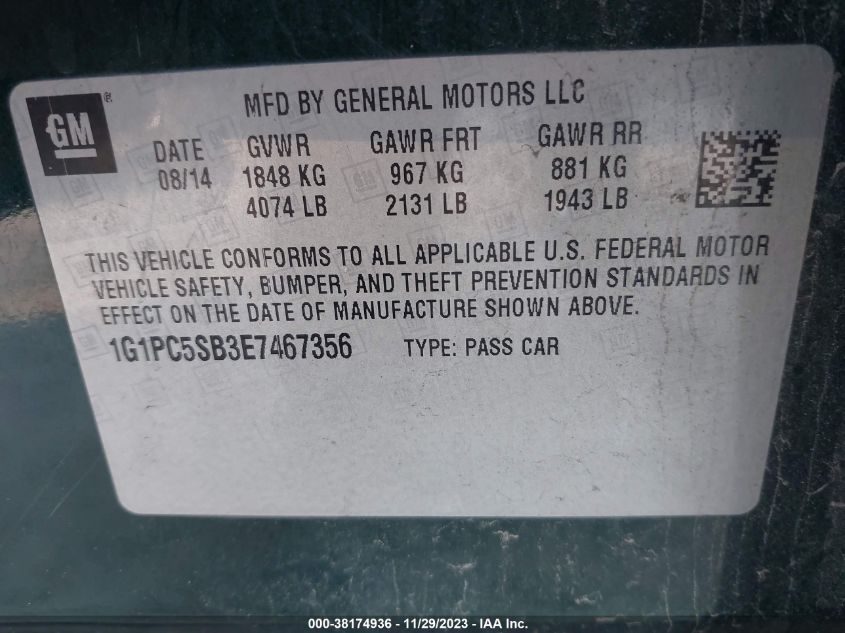 GM ®
MFD BY GENERAL MOTORS LLC
DATE GVWR GAWR FRT GAWR RR
08/14 1848 KG 967 KG 881 KG
4074 LB 2131 LB 1943 LB
THIS VEHICLE CONFORMS TO ALL APPLICABLE U.S. FEDERAL MOTOR
VEHICLE SAFETY, BUMPER, AND THEFT PREVENTION STANDARDS IN
EFFECT ON THE DATE OF MANUFACTURE SHOWN ABOVE.
1G1PC5SB3E7467356 TYPE: PASS CAR
000-38174936 - 11/29/2023 - IAA Inc.